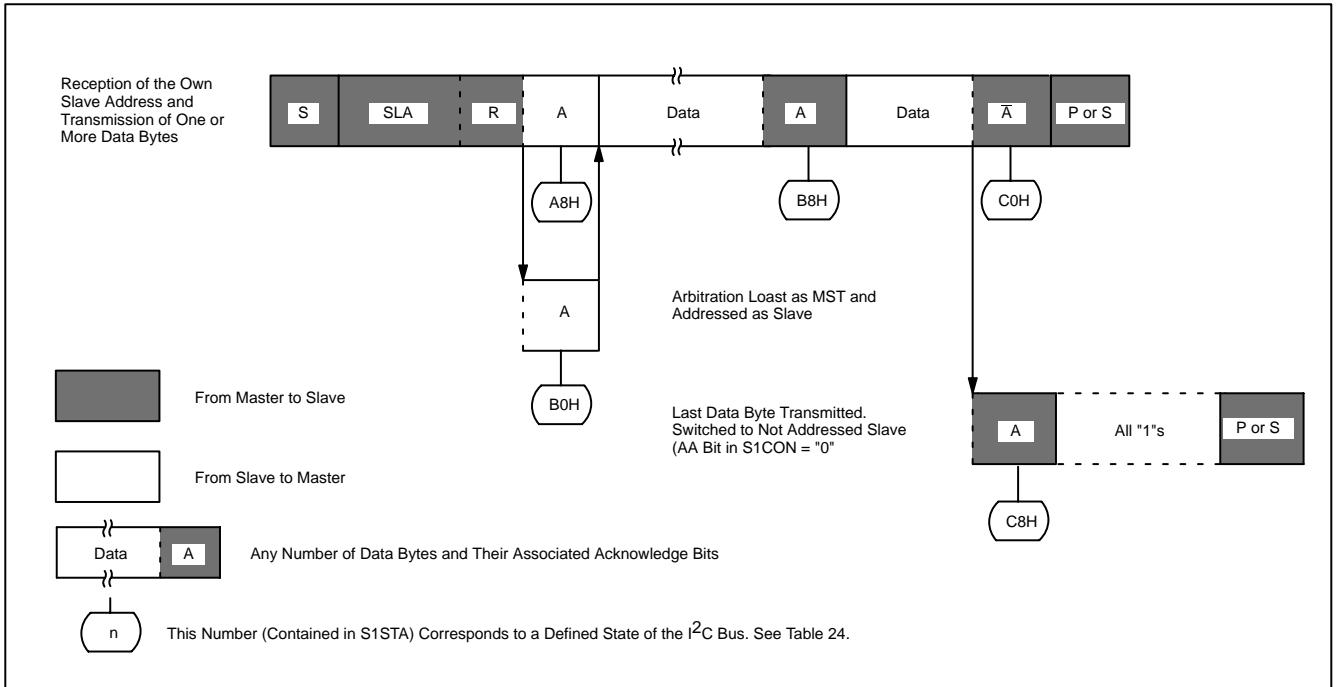 Reception of the Own
Slave Address and
Transmission of One or
More Data Bytes
S SLA R A Data A Data A̅ P or S
A8H B8H C0H
A
Arbitration Loast as MST and
Addressed as Slave
B0H
From Master to Slave
Last Data Byte Transmitted.
Switched to Not Addressed Slave
(AA Bit in S1CON = "0"
A All "1"s P or S
From Slave to Master
C8H
Data A Any Number of Data Bytes and Their Associated Acknowledge Bits
n This Number (Contained in S1STA) Corresponds to a Defined State of the I²C Bus. See Table 24.